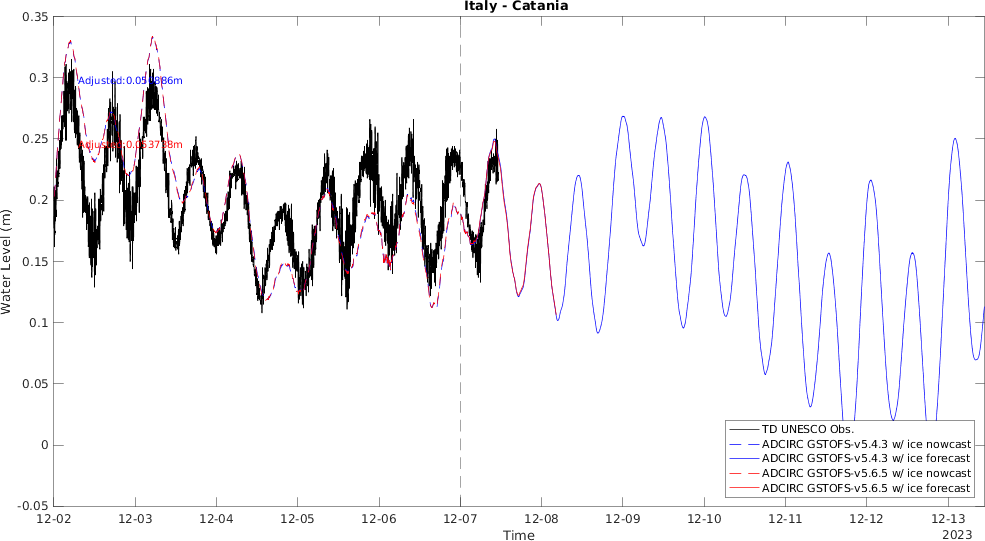 Italy - Catania
0.35
0.3
0.25
0.2
0.15
0.1
0.05
0
-0.05
Water Level (m)
Adjusted:
Adjusted:
TD UNESCO Obs.
ADCIRC GSTOFS-v5.4.3 w/ ice nowcast
ADCIRC GSTOFS-v5.4.3 w/ ice forecast
ADCIRC GSTOFS-v5.6.5 w/ ice nowcast
ADCIRC GSTOFS-v5.6.5 w/ ice forecast
12-02 12-03 12-04 12-05 12-06 12-07 12-08 12-09 12-10 12-11 12-12 12-13
Time
2023